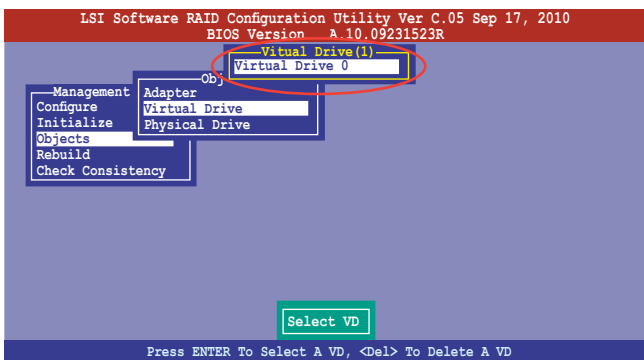 LSI Software RAID Configuration Utility Ver C.05 Sep 17, 2010
BIOS Version A.10.09231523R
Vitual Drive(1)
Virtual Drive 0
Obj
Adapter
Virtual Drive
Physical Drive
Management
Configure
Initialize
Objects
Rebuild
Check Consistency
Select VD
Press ENTER To Select A VD, <Del> To Delete A VD